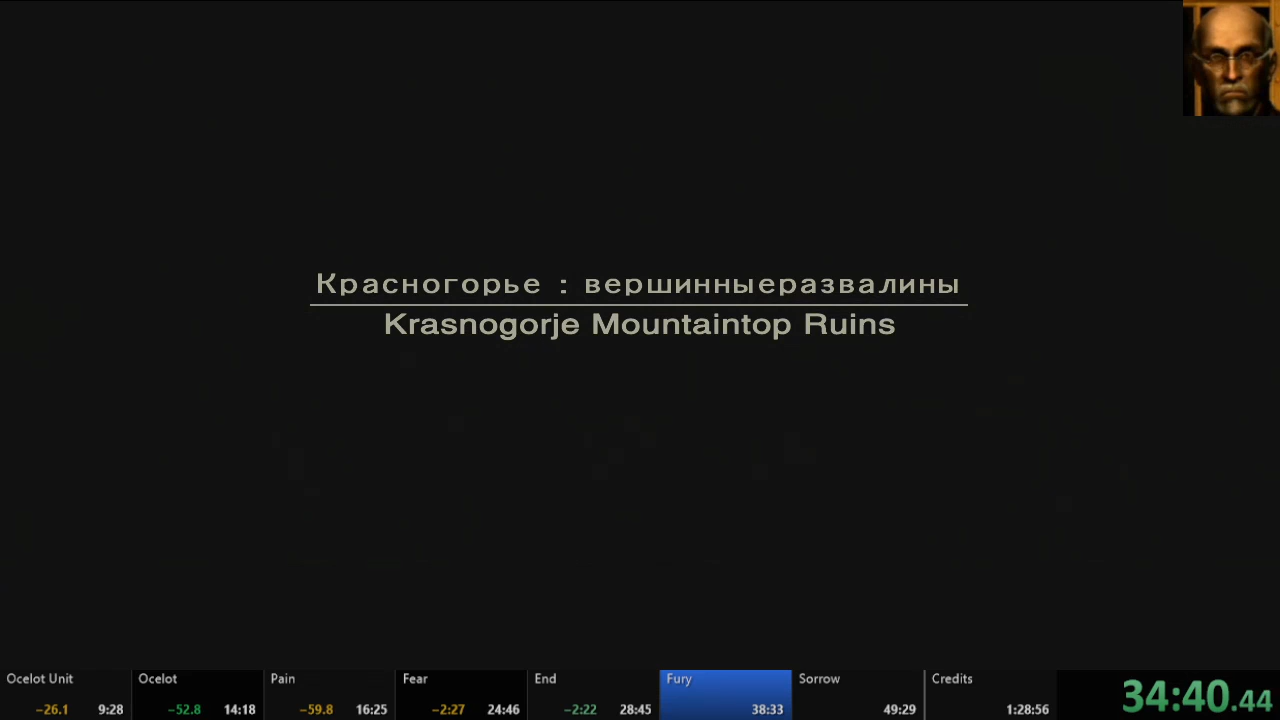 Красногорье : вершинныеразвалины
Krasnogorje Mountaintop Ruins
Ocelot Unit
−26.1 9:28
Ocelot
−52.8 14:18
Pain
−59.8 16:25
Fear
−2:27 24:46
End
−2:22 28:45
Fury
38:33
Sorrow
49:29
Credits
1:28:56
34:40.44